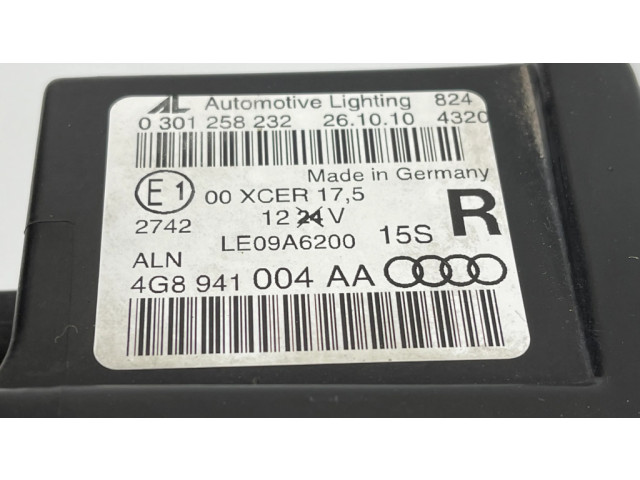 AL Automotive Lighting 824
0 301 258 232 26.10.10 4320
Made in Germany
E1 00 XCER 17,5
12 24 V
2742 LE09A6200 15S R
ALN
4G8 941 004 AA